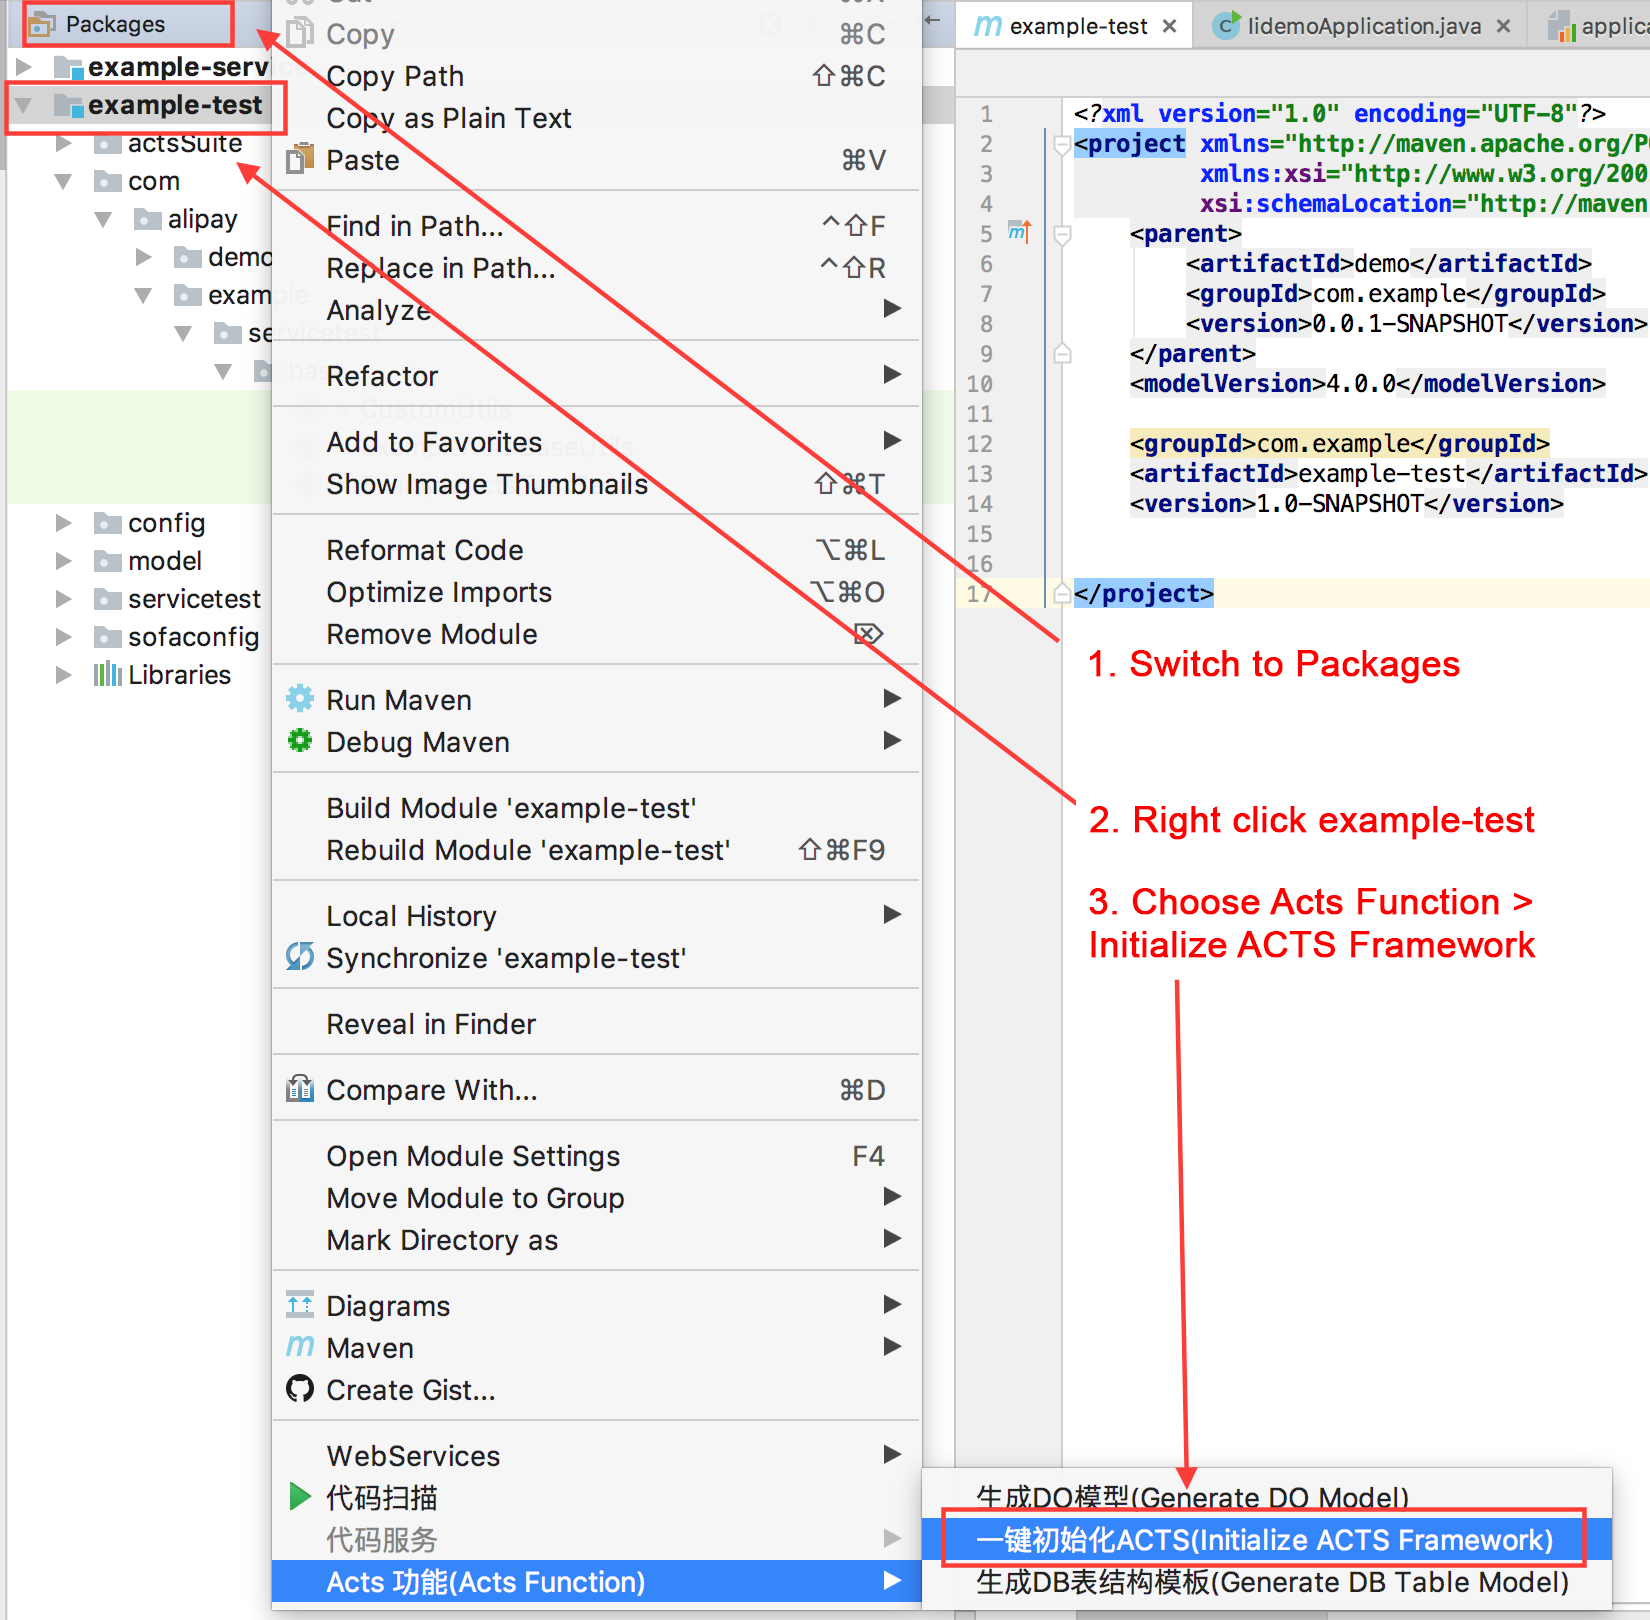 Packages
example-serv
example-test
actsSuite
com
alipay
demo
example
servicetest
CustomUtils
config
model
servicetest
sofaconfig
Libraries
Copy ⌘C
Copy Path ⇧⌘C
Copy as Plain Text
Paste ⌘V
Find in Path... ^⇧F
Replace in Path... ^⇧R
Analyze
Refactor
Add to Favorites
Show Image Thumbnails ⇧⌘T
Reformat Code ⌥⌘L
Optimize Imports ⌥⌘O
Remove Module ⌦
Run Maven
Debug Maven
Build Module 'example-test'
Rebuild Module 'example-test' ⇧⌘F9
Local History
Synchronize 'example-test'
Reveal in Finder
Compare With... ⌘D
Open Module Settings F4
Move Module to Group
Mark Directory as
Diagrams
Maven
Create Gist...
WebServices
代码扫描
代码服务
Acts 功能(Acts Function)
生成DO模型(Generate DO Model)
一键初始化ACTS(Initialize ACTS Framework)
生成DB表结构模板(Generate DB Table Model)
example-test × lidemoApplication.java × applic
1 <?xml version="1.0" encoding="UTF-8"?>
2 <project xmlns="http://maven.apache.org/P
3 xmlns:xsi="http://www.w3.org/200
4 xsi:schemaLocation="http://maven
5 <parent>
6 <artifactId>demo</artifactId>
7 <groupId>com.example</groupId>
8 <version>0.0.1-SNAPSHOT</version>
9 </parent>
10 <modelVersion>4.0.0</modelVersion>
11
12 <groupId>com.example</groupId>
13 <artifactId>example-test</artifactId>
14 <version>1.0-SNAPSHOT</version>
15
16
17 </project>
1. Switch to Packages
2. Right click example-test
3. Choose Acts Function >
Initialize ACTS Framework